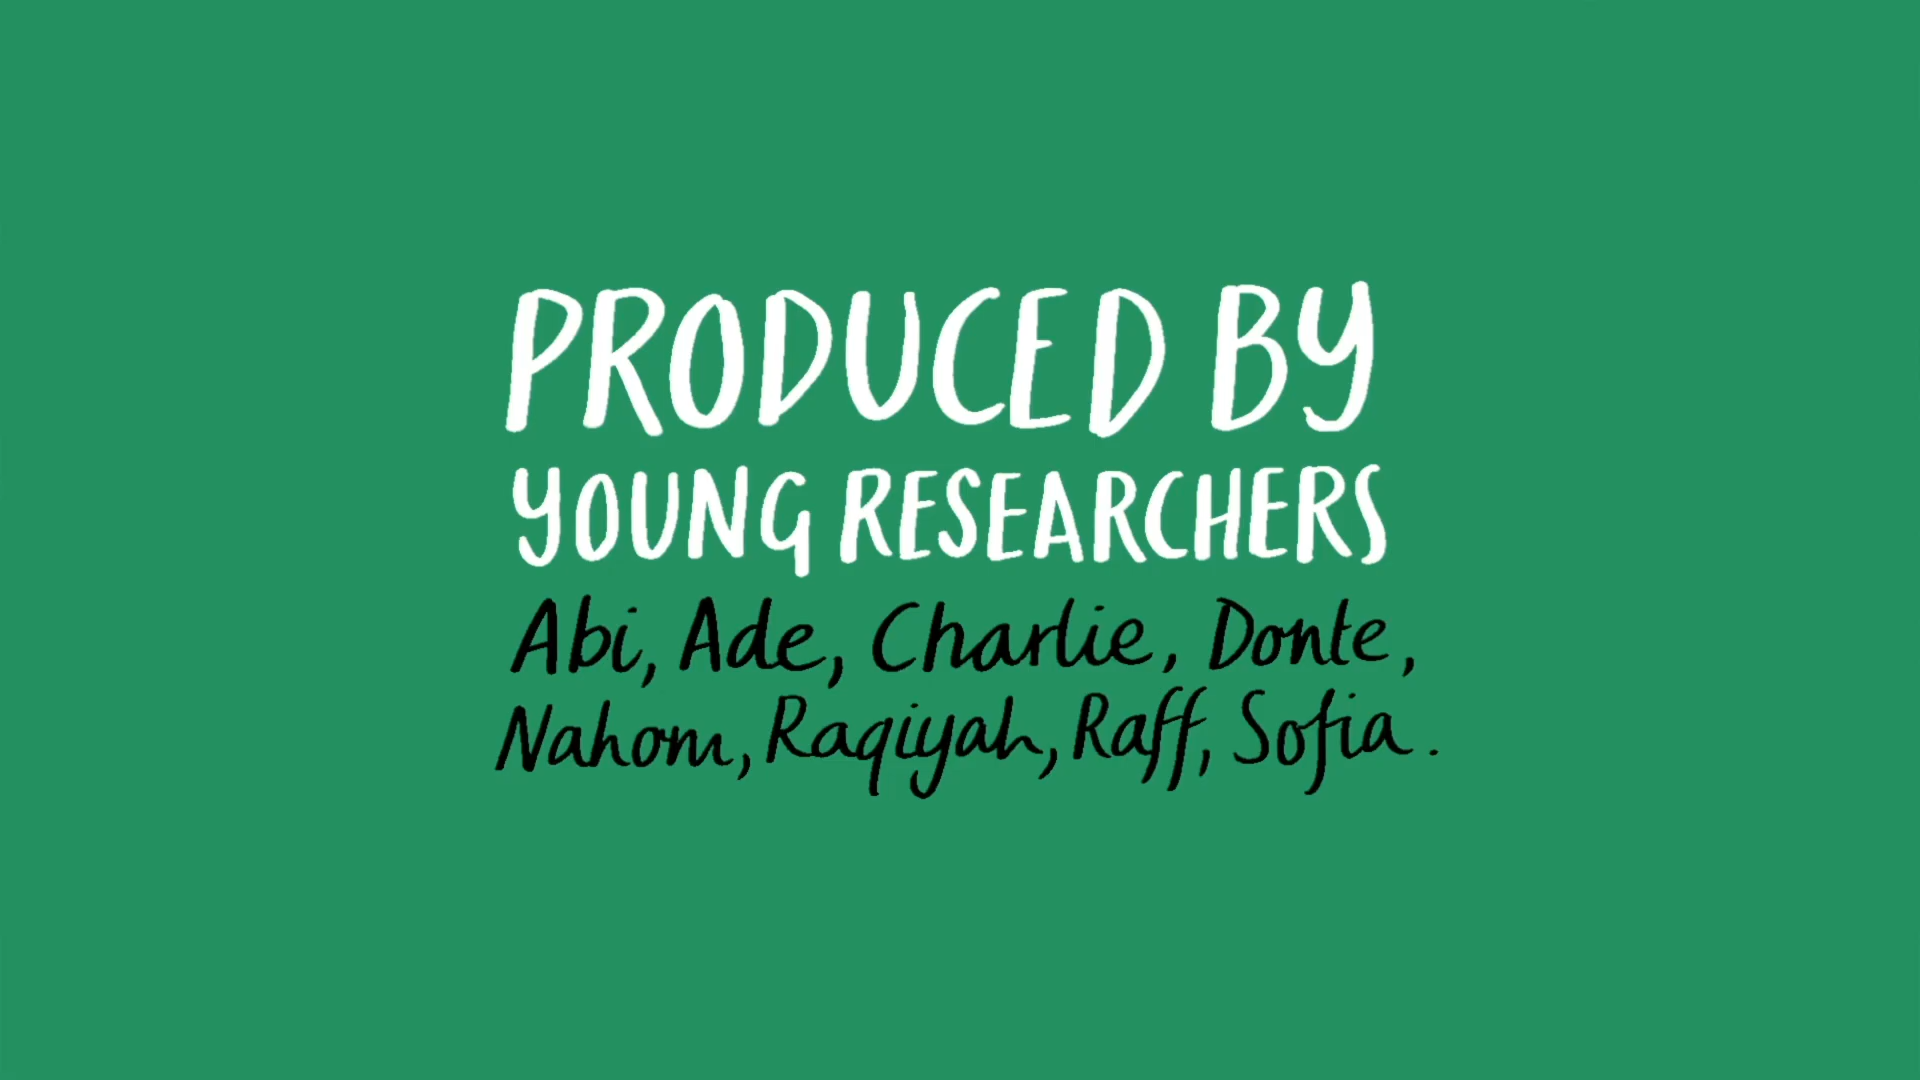 PRODUCED BY
YOUNG RESEARCHERS
Abi, Ade, Charlie, Donte,
Nahom, Raqiyah, Raff, Sofia.